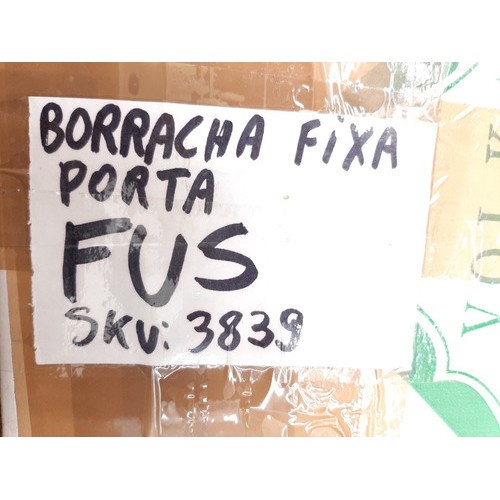 BORRACHA FIXA
PORTA
FUS
SKU: 3839